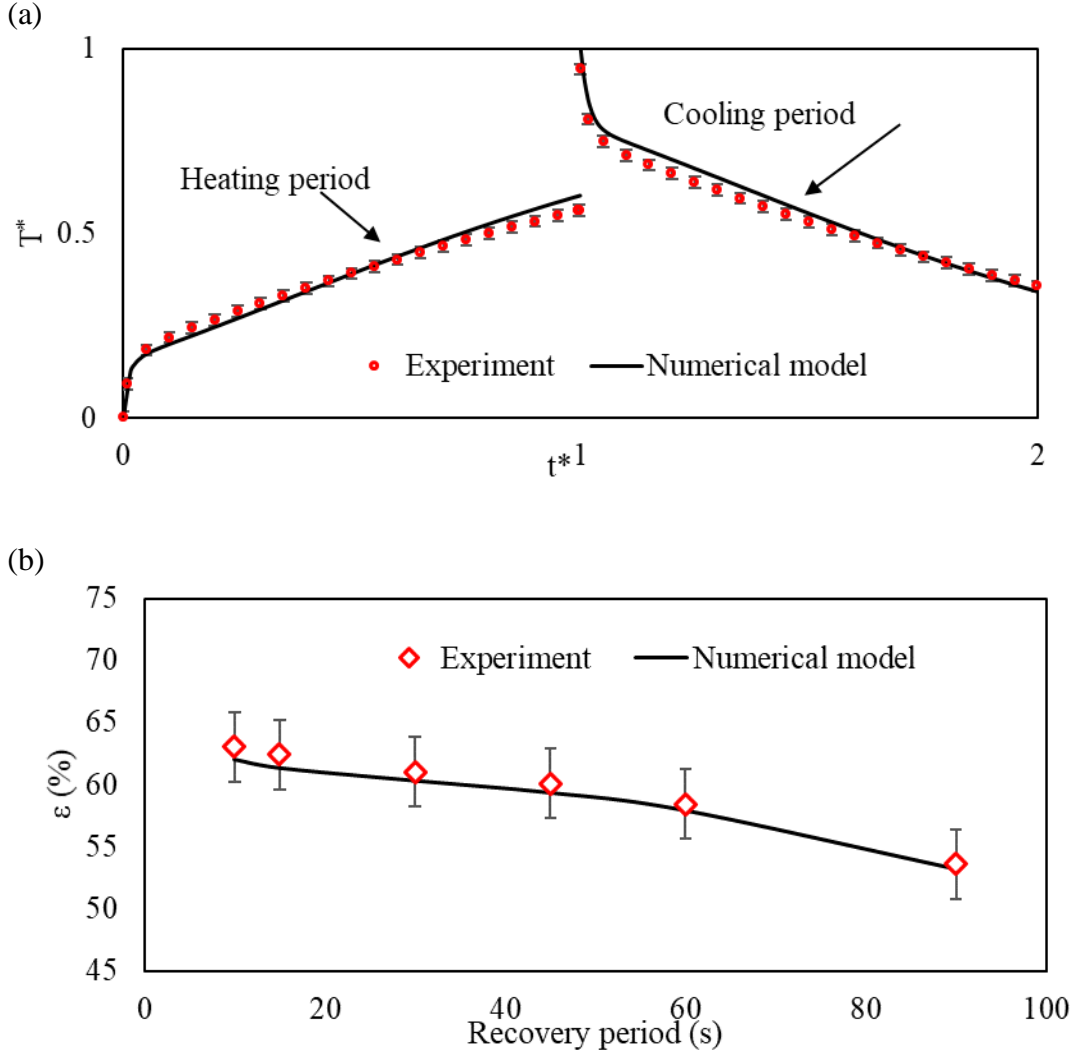 (a)
1
Cooling period
Heating period
T*
0.5
Experiment
Numerical model
0
0
t*
1
2
(b)
75
Experiment
Numerical model
70
65
ε (%)
60
55
50
45
0
20
40
60
80
100
Recovery period (s)